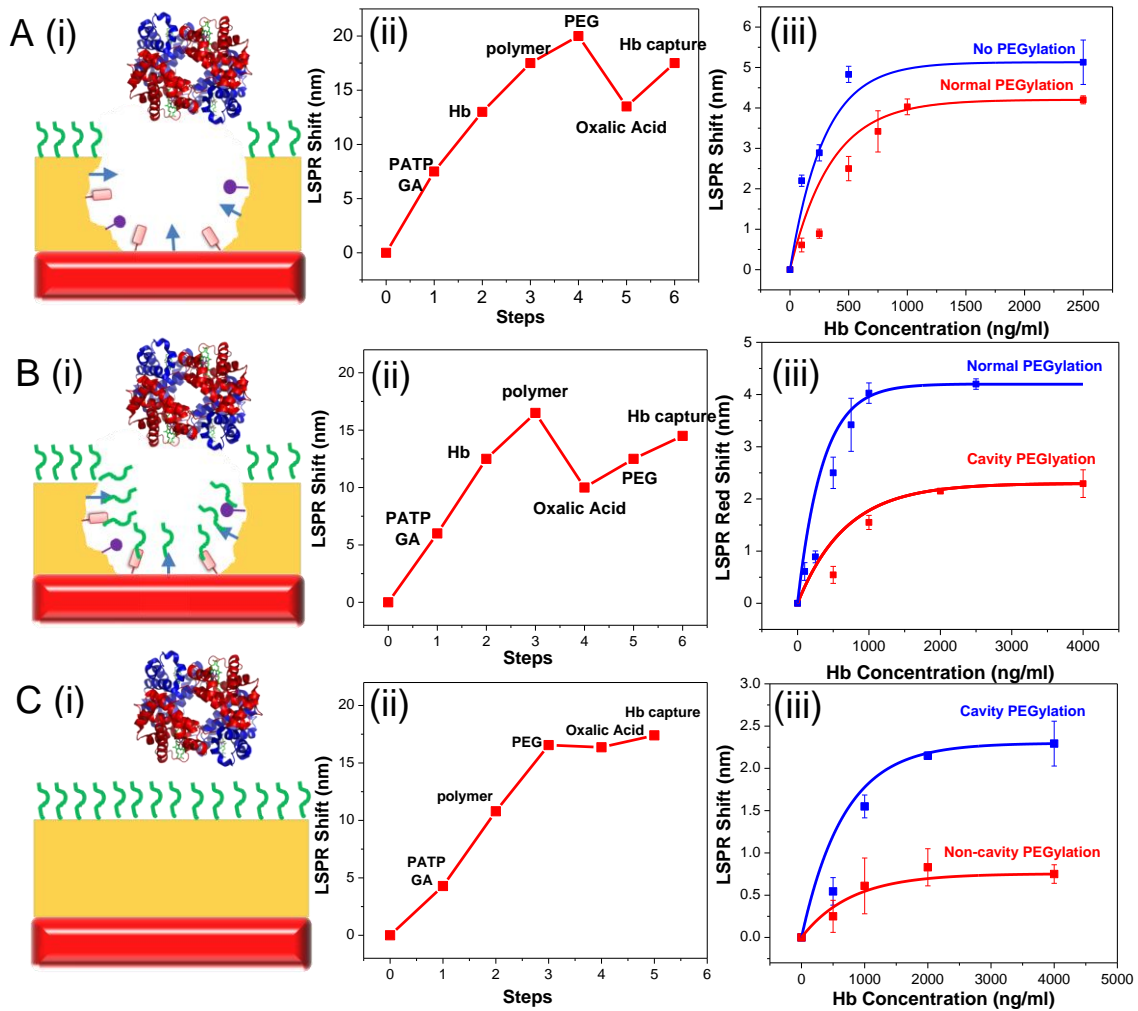 A (i)
(ii)
LSPR Shift (nm)
20
15
10
5
0
PATP
GA
Hb
polymer
PEG
Oxalic Acid
Hb capture
0 1 2 3 4 5 6
Steps
(iii)
LSPR Shift (nm)
6
5
4
3
2
1
0
No PEGylation
Normal PEGylation
0 500 1000 1500 2000 2500
Hb Concentration (ng/ml)
B (i)
(ii)
LSPR Shift (nm)
20
15
10
5
0
PATP
GA
Hb
polymer
Oxalic Acid
PEG
Hb capture
0 1 2 3 4 5 6
Steps
(iii)
LSPR Red Shift (nm)
5
4
3
2
1
0
Normal PEGylation
Cavity PEGlyation
0 1000 2000 3000 4000
Hb Concentration (ng/ml)
C (i)
(ii)
LSPR Shift (nm)
20
15
10
5
0
PATP
GA
polymer
PEG
Oxalic Acid
Hb capture
0 1 2 3 4 5 6
Steps
(iii)
LSPR Shift (nm)
3.0
2.5
2.0
1.5
1.0
0.5
0.0
Cavity PEGylation
Non-cavity PEGylation
0 1000 2000 3000 4000 5000
Hb Concentration (ng/ml)